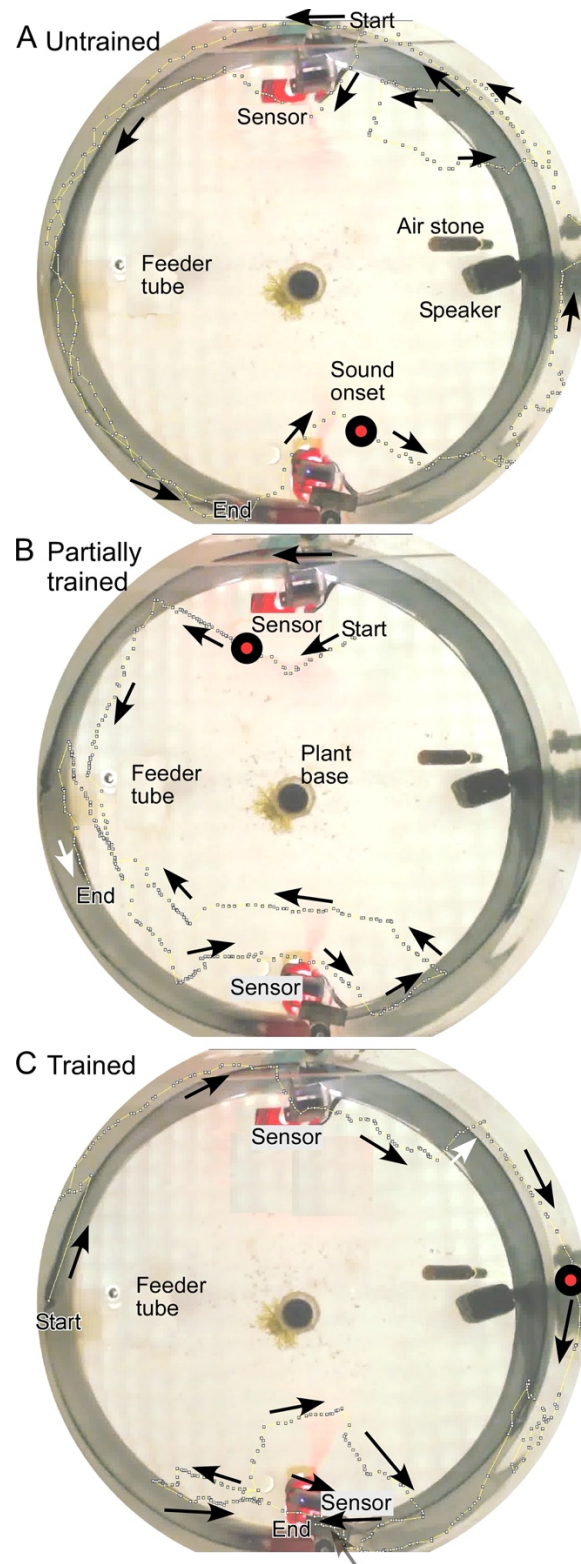 A Untrained
Start
Sensor
Air stone
Feeder
tube
Speaker
Sound
onset
End
B Partially
trained
Sensor
Start
Plant
base
Feeder
tube
End
Sensor
C Trained
Sensor
Feeder
tube
Start
Sensor
End